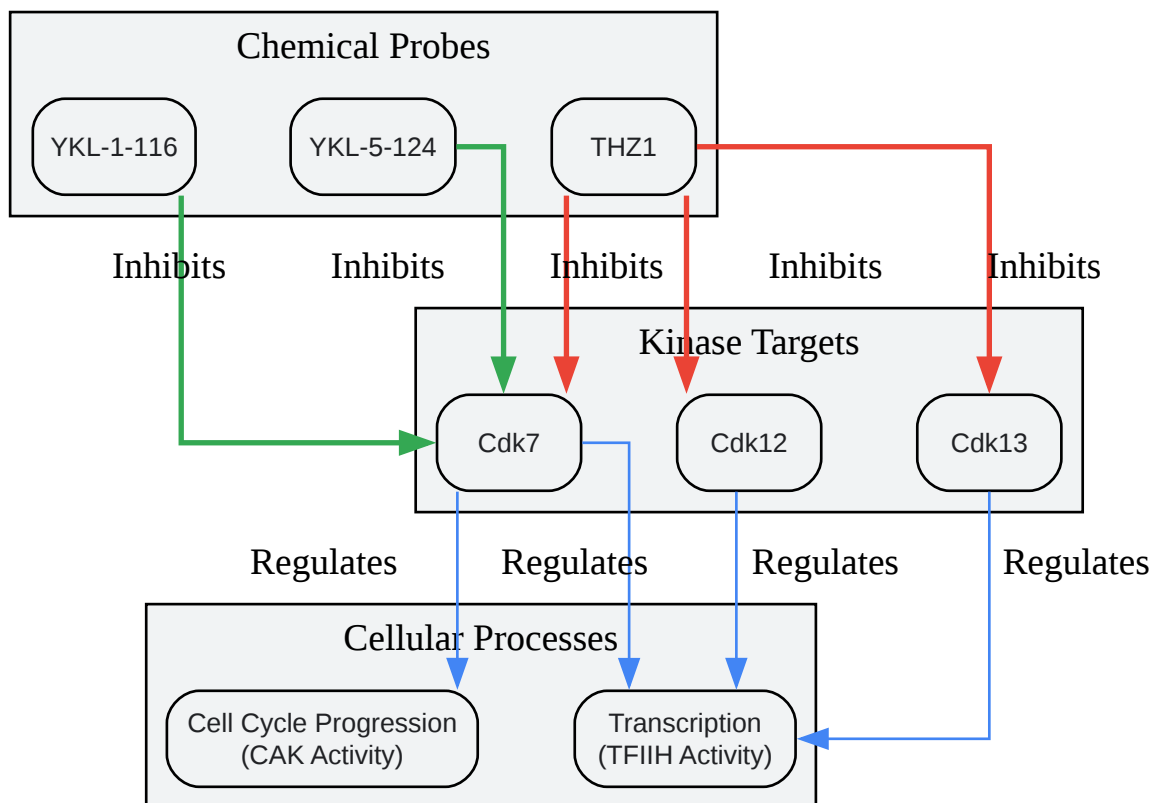 Chemical Probes
YKL-1-116
YKL-5-124
THZ1
Inhibits
Inhibits
Inhibits
Inhibits
Inhibits
Kinase Targets
Cdk7
Cdk12
Cdk13
Regulates
Regulates
Regulates
Regulates
Cellular Processes
Cell Cycle Progression
(CAK Activity)
Transcription
(TFIIH Activity)